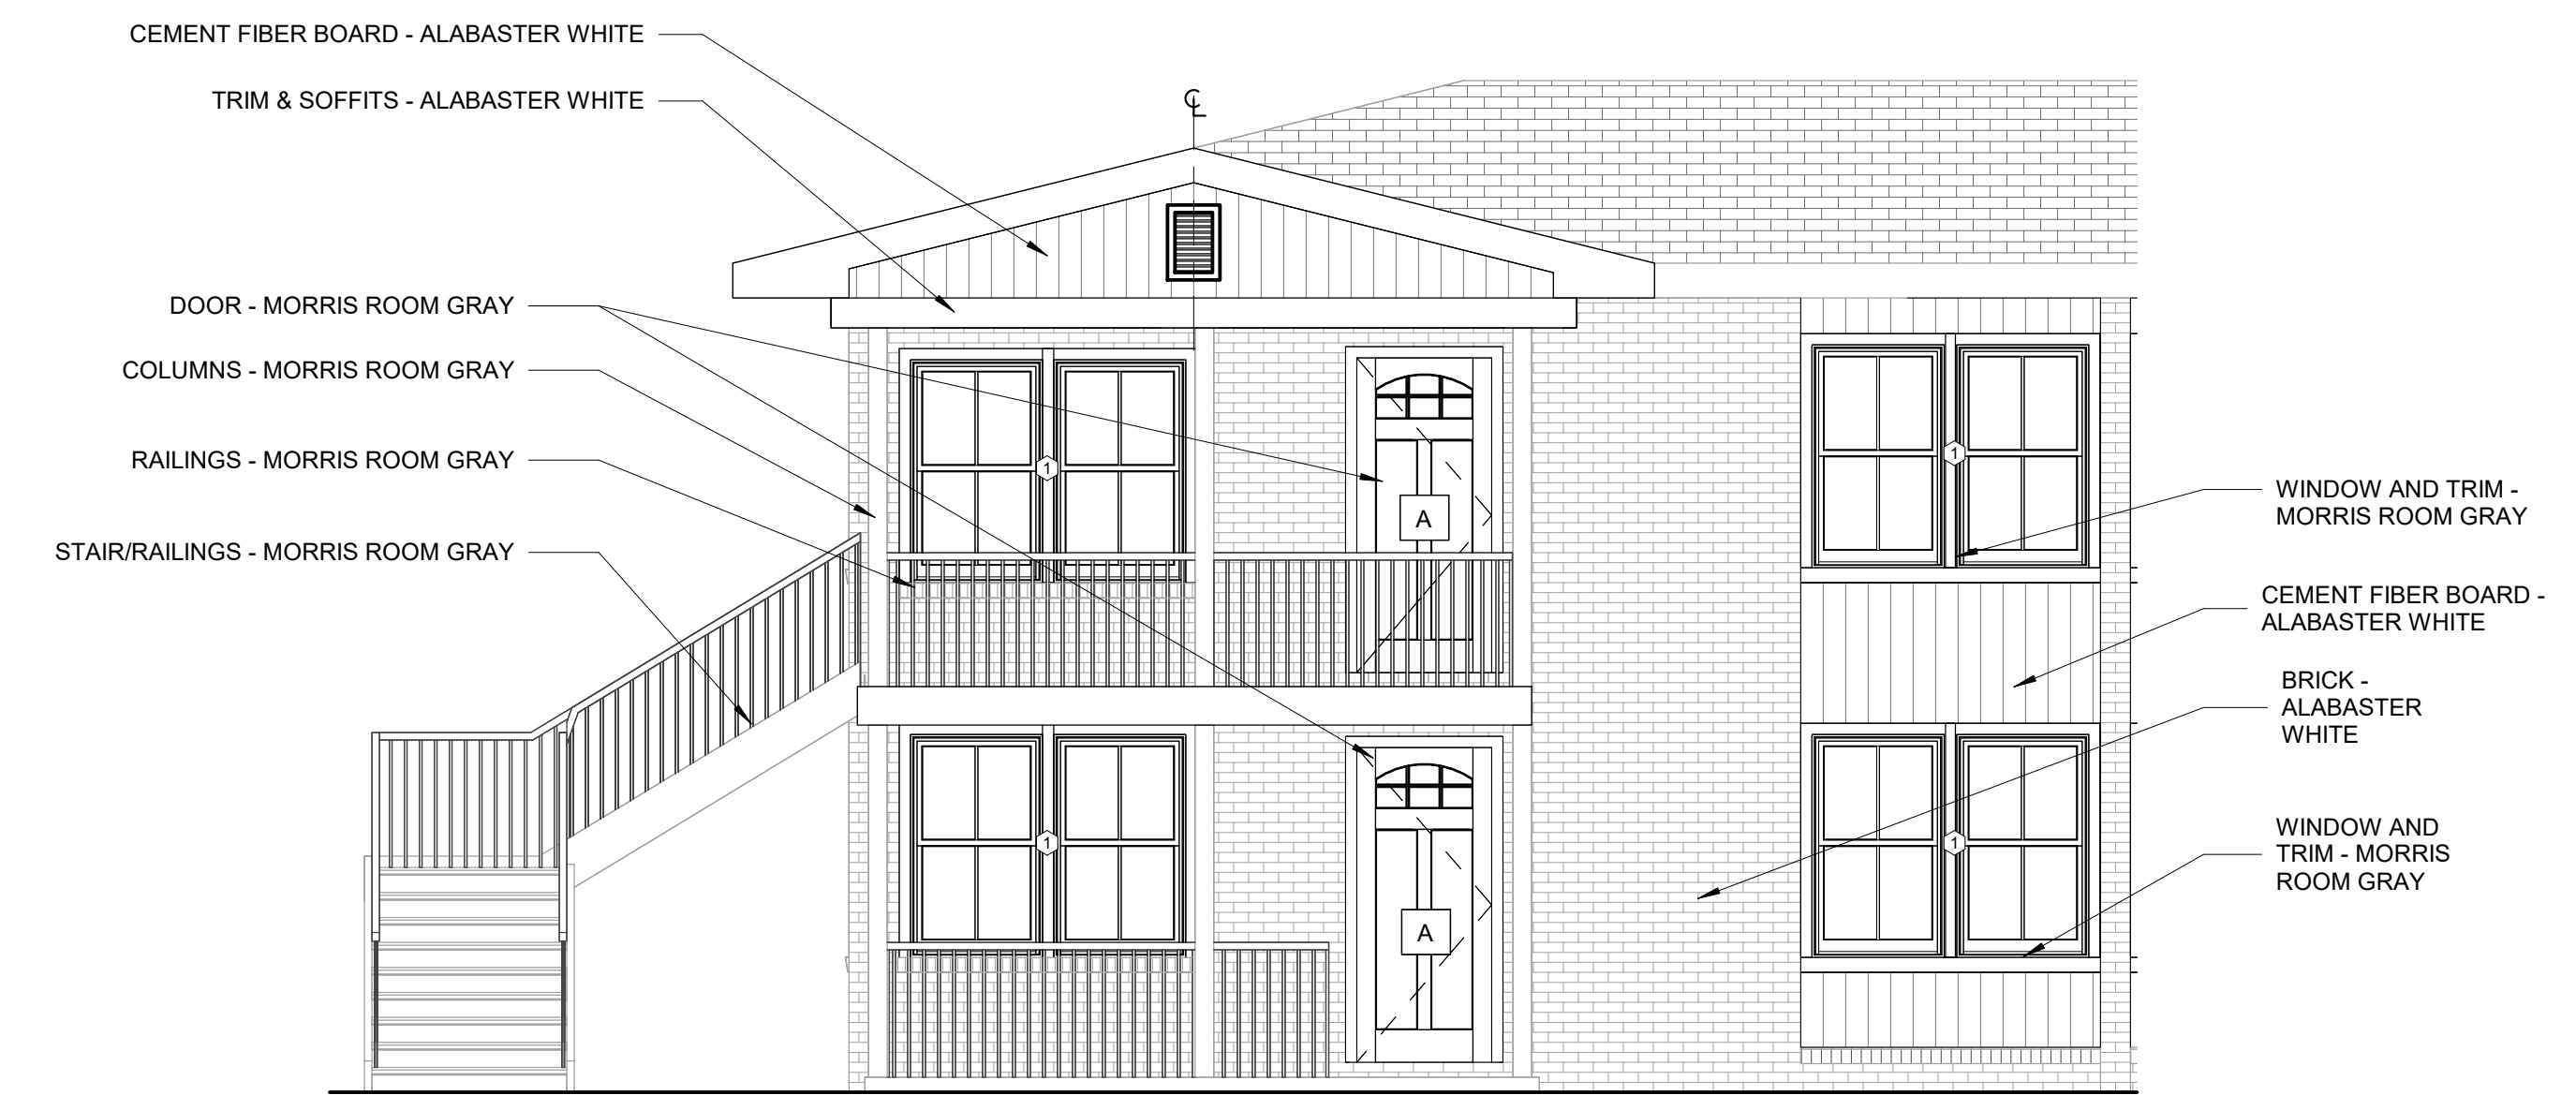 CEMENT FIBER BOARD - ALABASTER WHITE
TRIM & SOFFITS - ALABASTER WHITE
℄
DOOR - MORRIS ROOM GRAY
COLUMNS - MORRIS ROOM GRAY
RAILINGS - MORRIS ROOM GRAY
STAIR/RAILINGS - MORRIS ROOM GRAY
1
A
1
1
A
1
WINDOW AND TRIM -
MORRIS ROOM GRAY
CEMENT FIBER BOARD -
ALABASTER WHITE
BRICK -
ALABASTER
WHITE
WINDOW AND
TRIM - MORRIS
ROOM GRAY